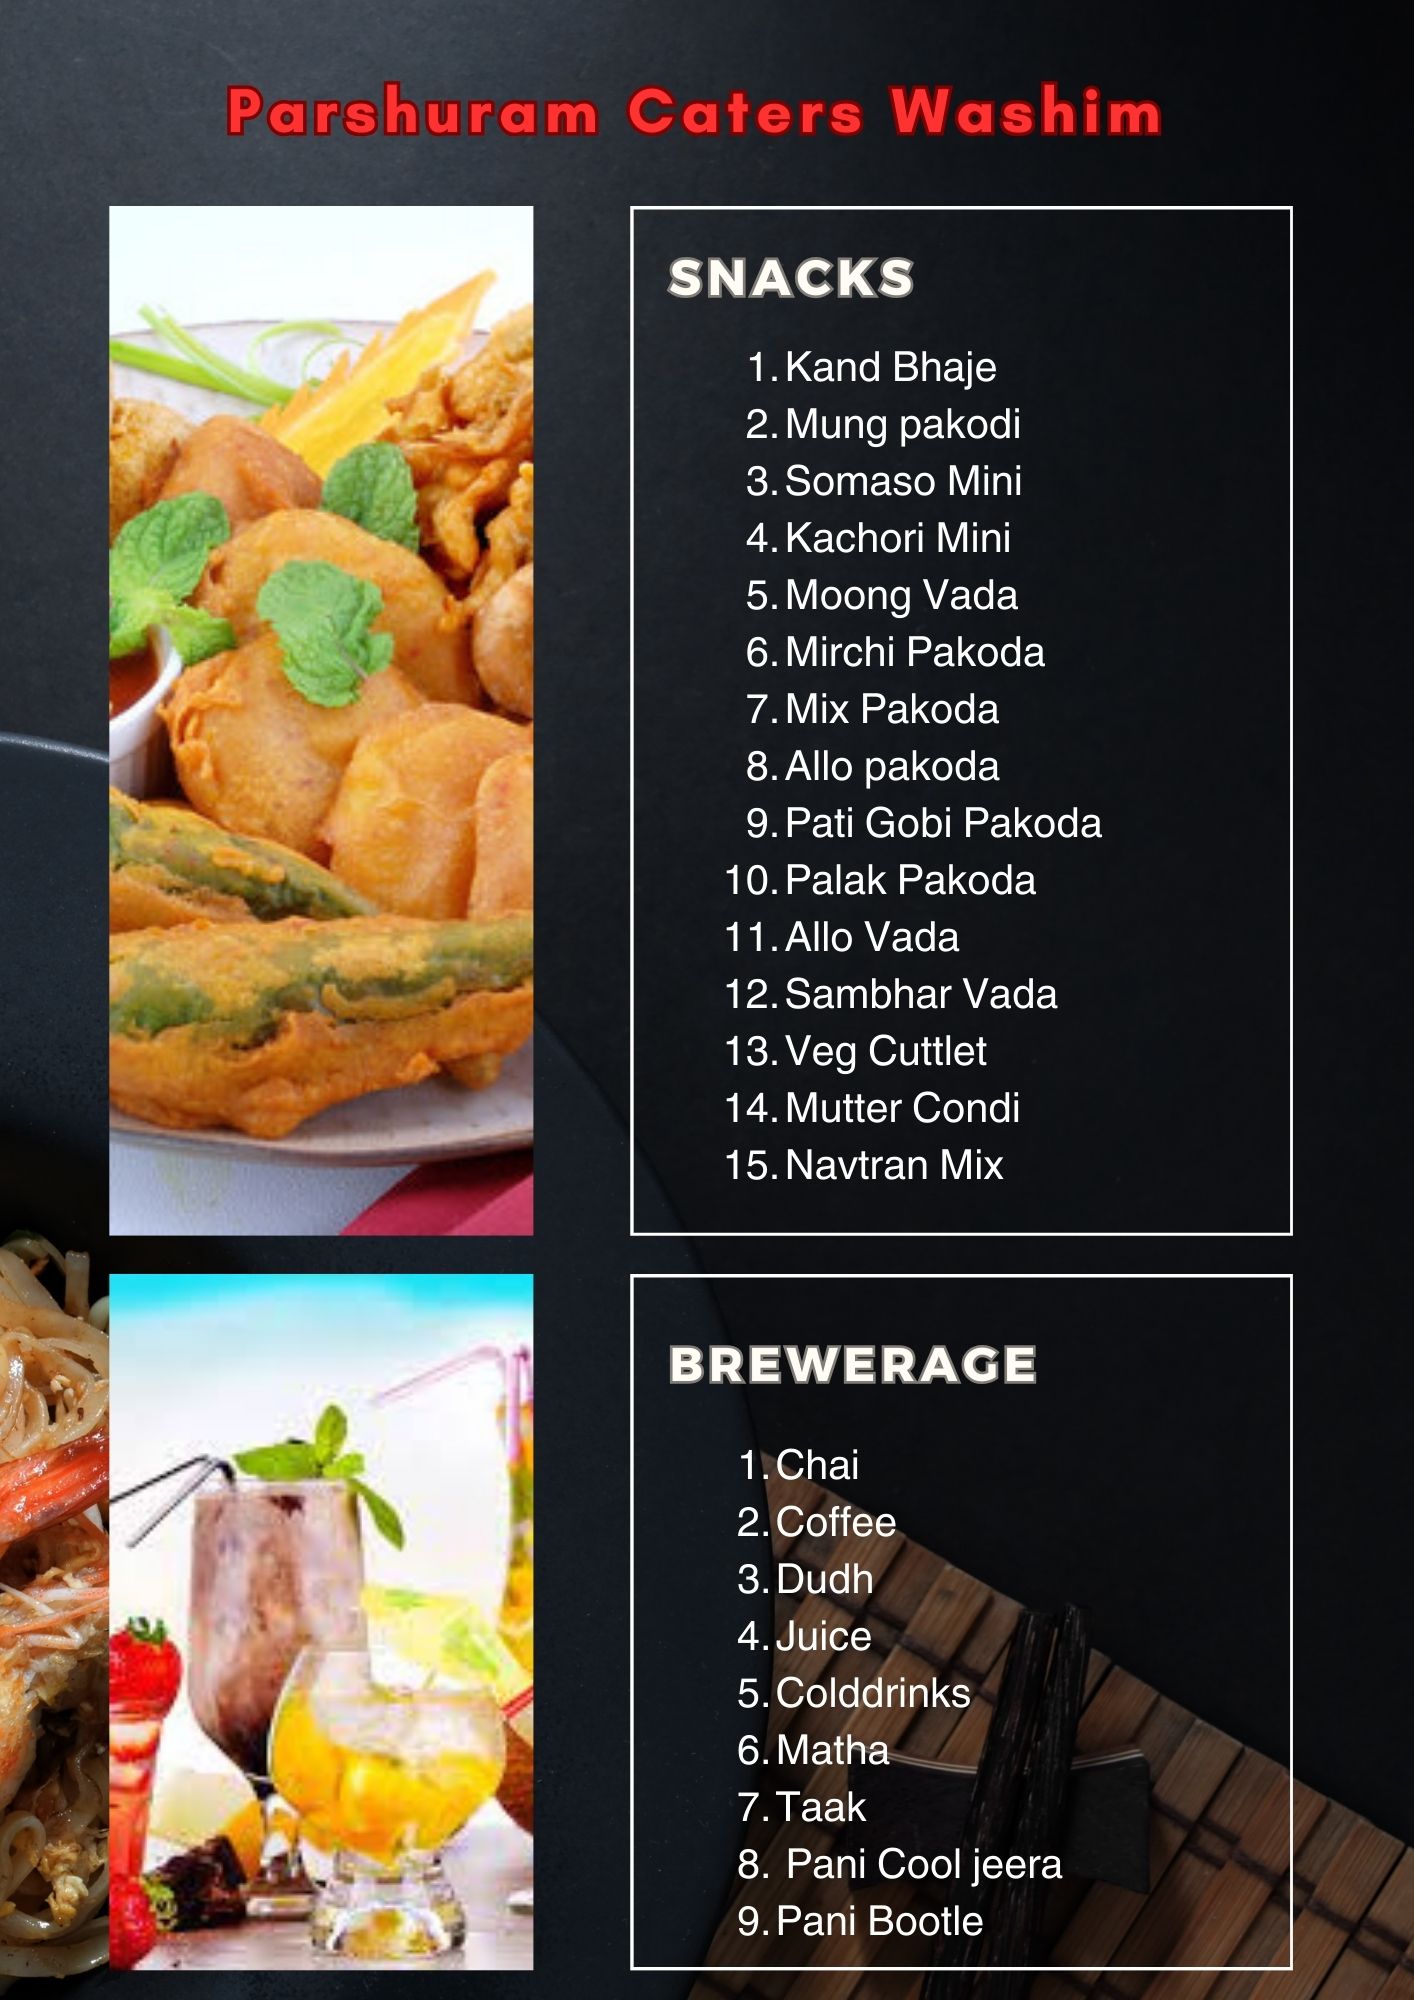 Parshuram Caters Washim
SNACKS
1. Kand Bhaje
2. Mung pakodi
3. Somaso Mini
4. Kachori Mini
5. Moong Vada
6. Mirchi Pakoda
7. Mix Pakoda
8. Allo pakoda
9. Pati Gobi Pakoda
10. Palak Pakoda
11. Allo Vada
12. Sambhar Vada
13. Veg Cuttlet
14. Mutter Condi
15. Navtran Mix
BREWERAGE
1. Chai
2. Coffee
3. Dudh
4. Juice
5. Colddrinks
6. Matha
7. Taak
8. Pani Cool jeera
9. Pani Bootle